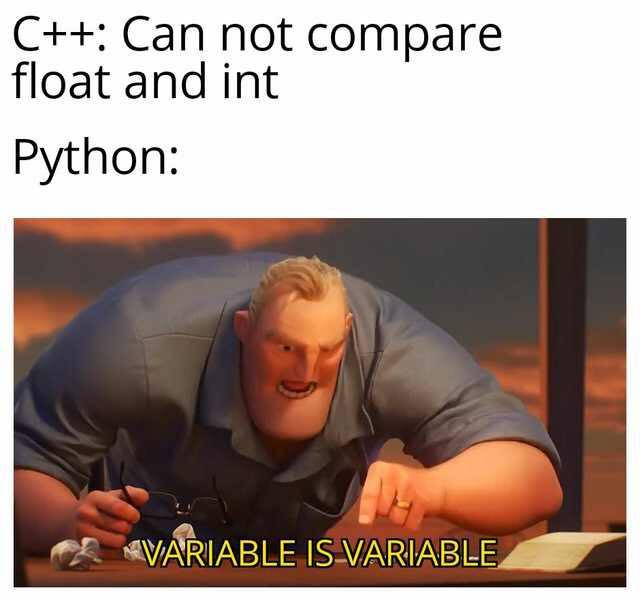 C++: Can not compare
float and int
Python:
VARIABLE IS VARIABLE